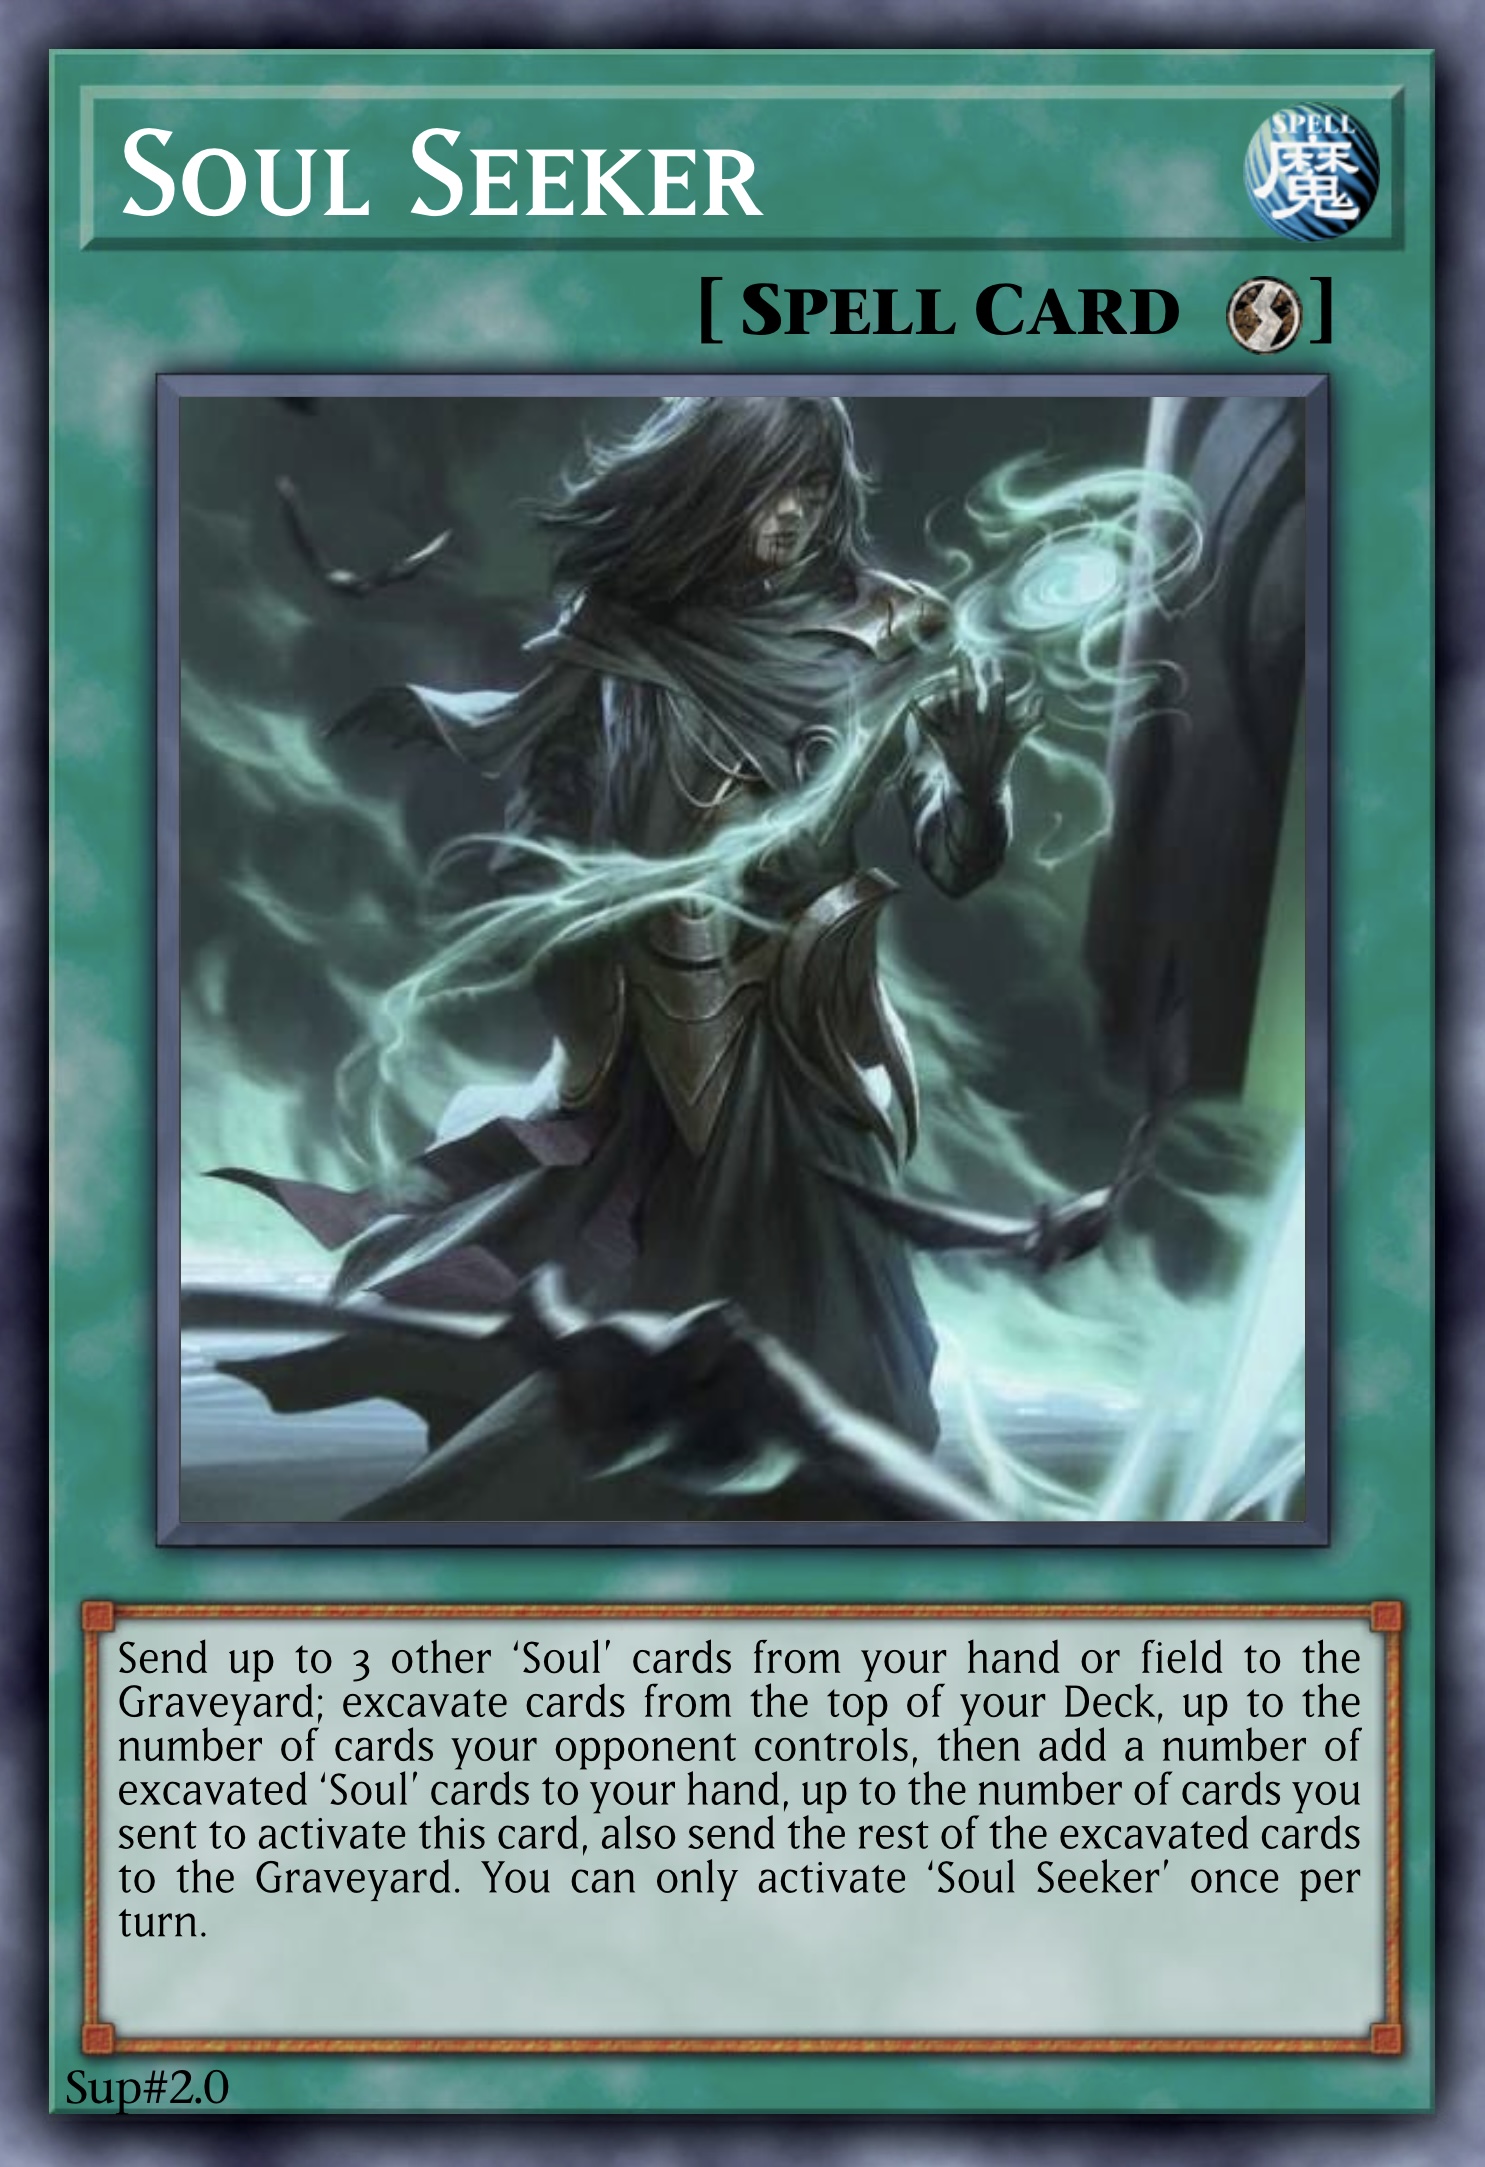 Soul Seeker
SPELL
魔
[ Spell Card ]
Send up to 3 other ‘Soul’ cards from your hand or field to the
Graveyard; excavate cards from the top of your Deck, up to the
number of cards your opponent controls, then add a number of
excavated ‘Soul’ cards to your hand, up to the number of cards you
sent to activate this card, also send the rest of the excavated cards
to the Graveyard. You can only activate ‘Soul Seeker’ once per
turn.
Sup#2.0